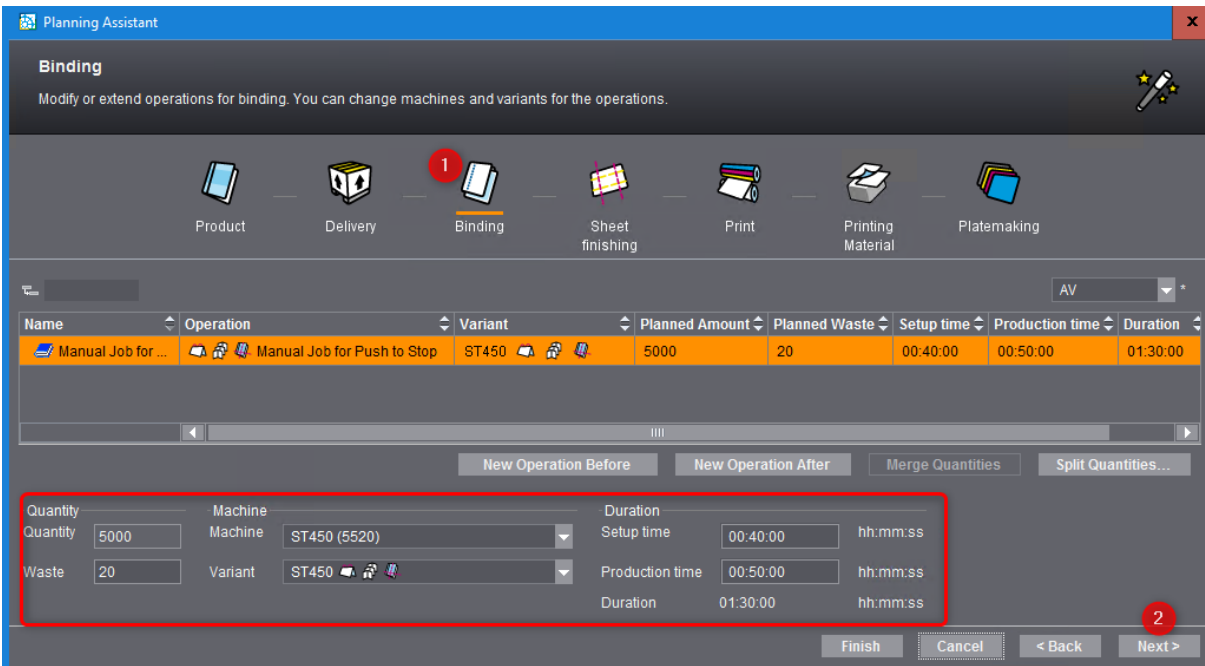 Planning Assistant
x
Binding
Modify or extend operations for binding. You can change machines and variants for the operations.
1
Product
Delivery
Binding
Sheet
finishing
Print
Printing
Material
Platemaking
AV *
Name Operation Variant Planned Amount Planned Waste Setup time Production time Duration
Manual Job for ... Manual Job for Push to Stop ST450 5000 20 00:40:00 00:50:00 01:30:00
New Operation Before New Operation After Merge Quantities Split Quantities...
Quantity Machine Duration
Quantity 5000 Machine ST450 (5520) Setup time 00:40:00 hh:mm:ss
Waste 20 Variant ST450 Production time 00:50:00 hh:mm:ss
Duration 01:30:00 hh:mm:ss
2
Finish Cancel < Back Next >